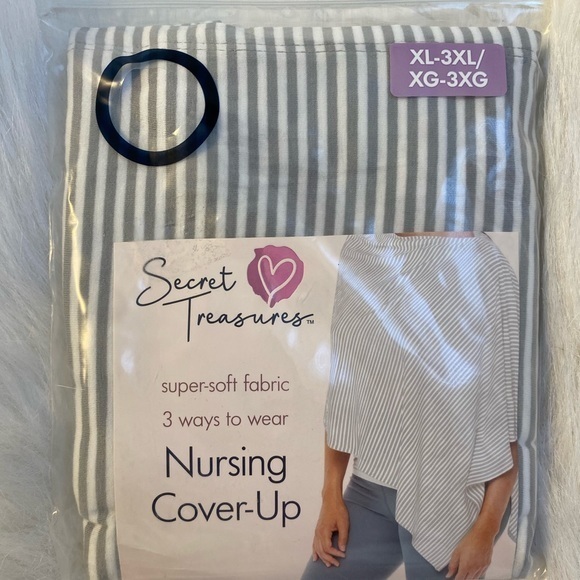 XL-3XL/
XG-3XG
Secret
Treasures™
super-soft fabric
3 ways to wear
Nursing
Cover-Up